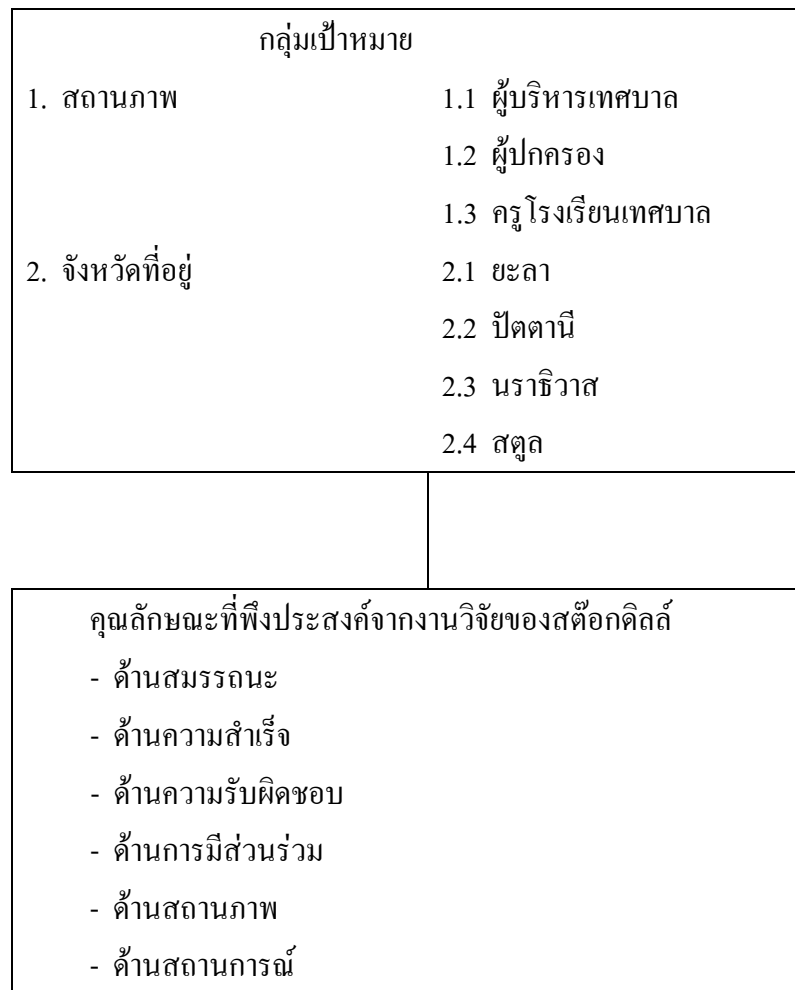 กลุ่มเป้าหมาย
1. สถานภาพ 1.1 ผู้บริหารเทศบาล
1.2 ผู้ปกครอง
1.3 ครูโรงเรียนเทศบาล
2. จังหวัดที่อยู่ 2.1 ยะลา
2.2 ปัตตานี
2.3 นราธิวาส
2.4 สตูล
คุณลักษณะที่พึงประสงค์จากงานวิจัยของสต๊อกดิลล์
- ด้านสมรรถนะ
- ด้านความสำเร็จ
- ด้านความรับผิดชอบ
- ด้านการมีส่วนร่วม
- ด้านสถานภาพ
- ด้านสถานการณ์